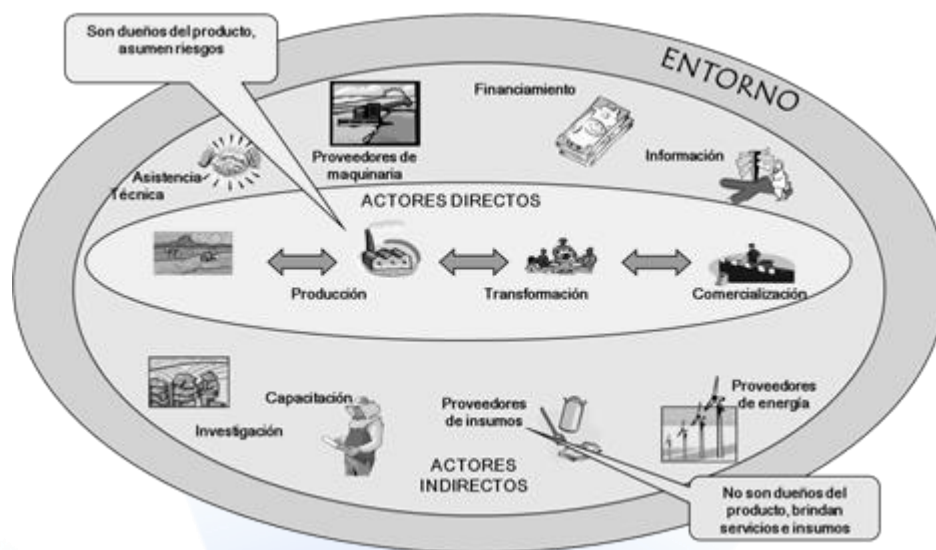 Son dueños del producto,
asumen riesgos
ENTORNO
Financiamiento
Proveedores de
maquinaria
Información
Asistencia
Técnica
ACTORES DIRECTOS
Producción
Transformación
Comercialización
Capacitación
Investigación
Proveedores
de insumos
Proveedores
de energía
ACTORES
INDIRECTOS
No son dueños del
producto, brindan
servicios e insumos